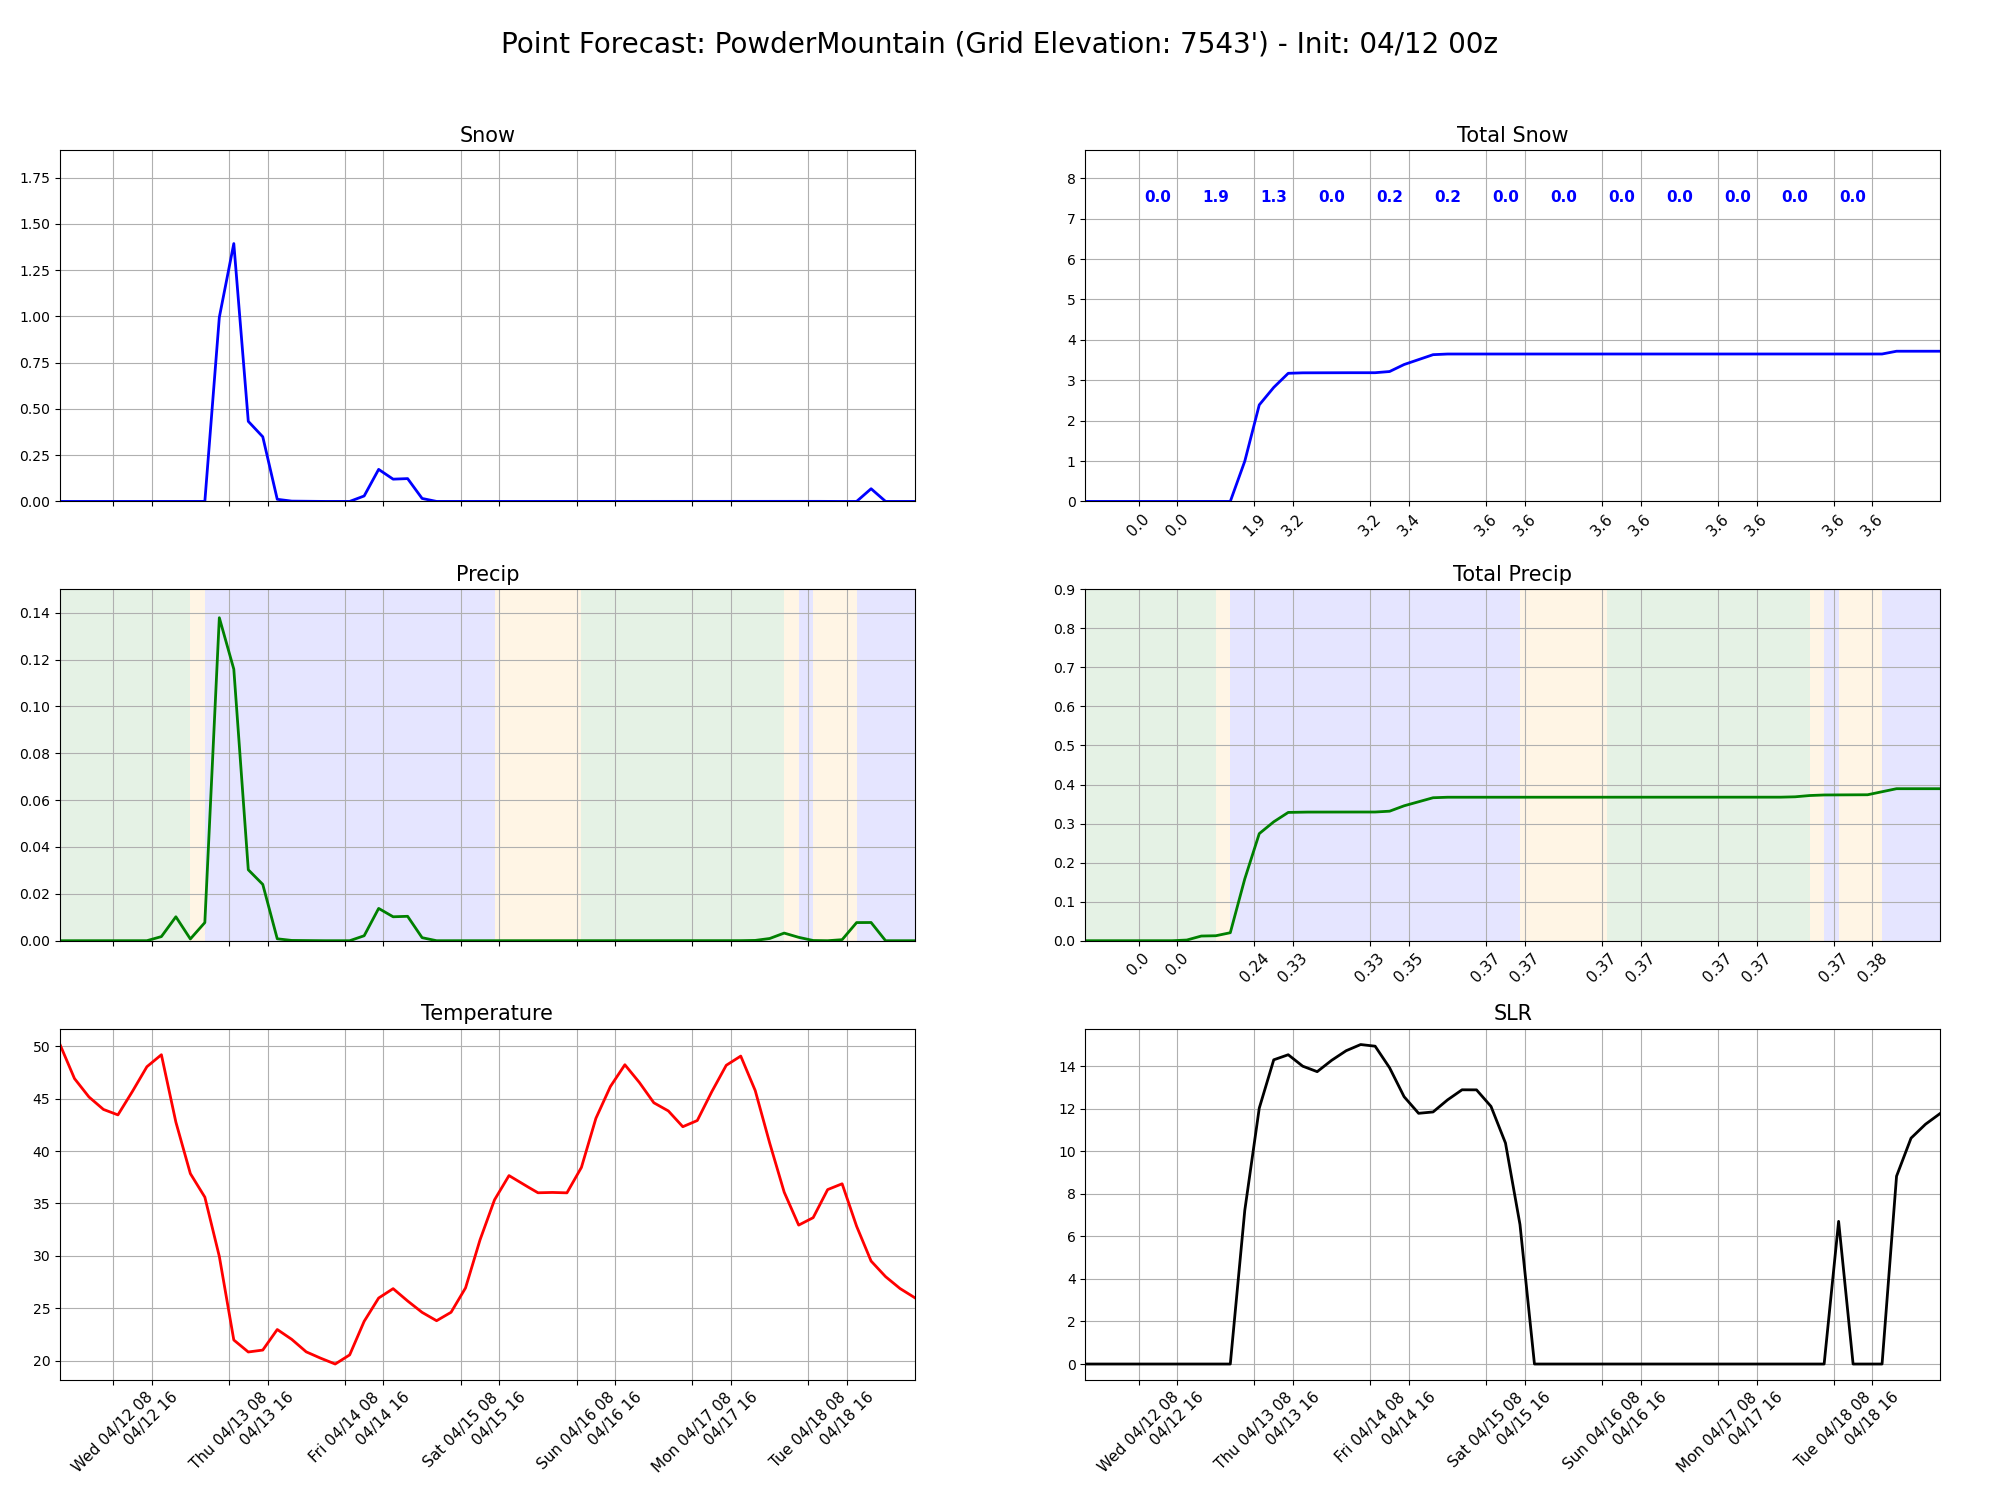 Point Forecast: PowderMountain (Grid Elevation: 7543') - Init: 04/12 00z
Snow
1.75
1.50
1.25
1.00
0.75
0.50
0.25
0.00
Total Snow
8
7
6
5
4
3
2
1
0
0.0 1.9 1.3 0.0 0.2 0.2 0.0 0.0 0.0 0.0 0.0 0.0 0.0
0.0 0.0 1.9 3.2 3.2 3.4 3.6 3.6 3.6 3.6 3.6 3.6 3.6 3.6
Precip
0.14
0.12
0.10
0.08
0.06
0.04
0.02
0.00
Total Precip
0.9
0.8
0.7
0.6
0.5
0.4
0.3
0.2
0.1
0.0
0.0 0.0 0.24 0.33 0.33 0.35 0.37 0.37 0.37 0.37 0.37 0.37 0.37 0.38
Temperature
50
45
40
35
30
25
20
Wed 04/12 08
04/12 16
Thu 04/13 08
04/13 16
Fri 04/14 08
04/14 16
Sat 04/15 08
04/15 16
Sun 04/16 08
04/16 16
Mon 04/17 08
04/17 16
Tue 04/18 08
04/18 16
SLR
14
12
10
8
6
4
2
0
Wed 04/12 08
04/12 16
Thu 04/13 08
04/13 16
Fri 04/14 08
04/14 16
Sat 04/15 08
04/15 16
Sun 04/16 08
04/16 16
Mon 04/17 08
04/17 16
Tue 04/18 08
04/18 16